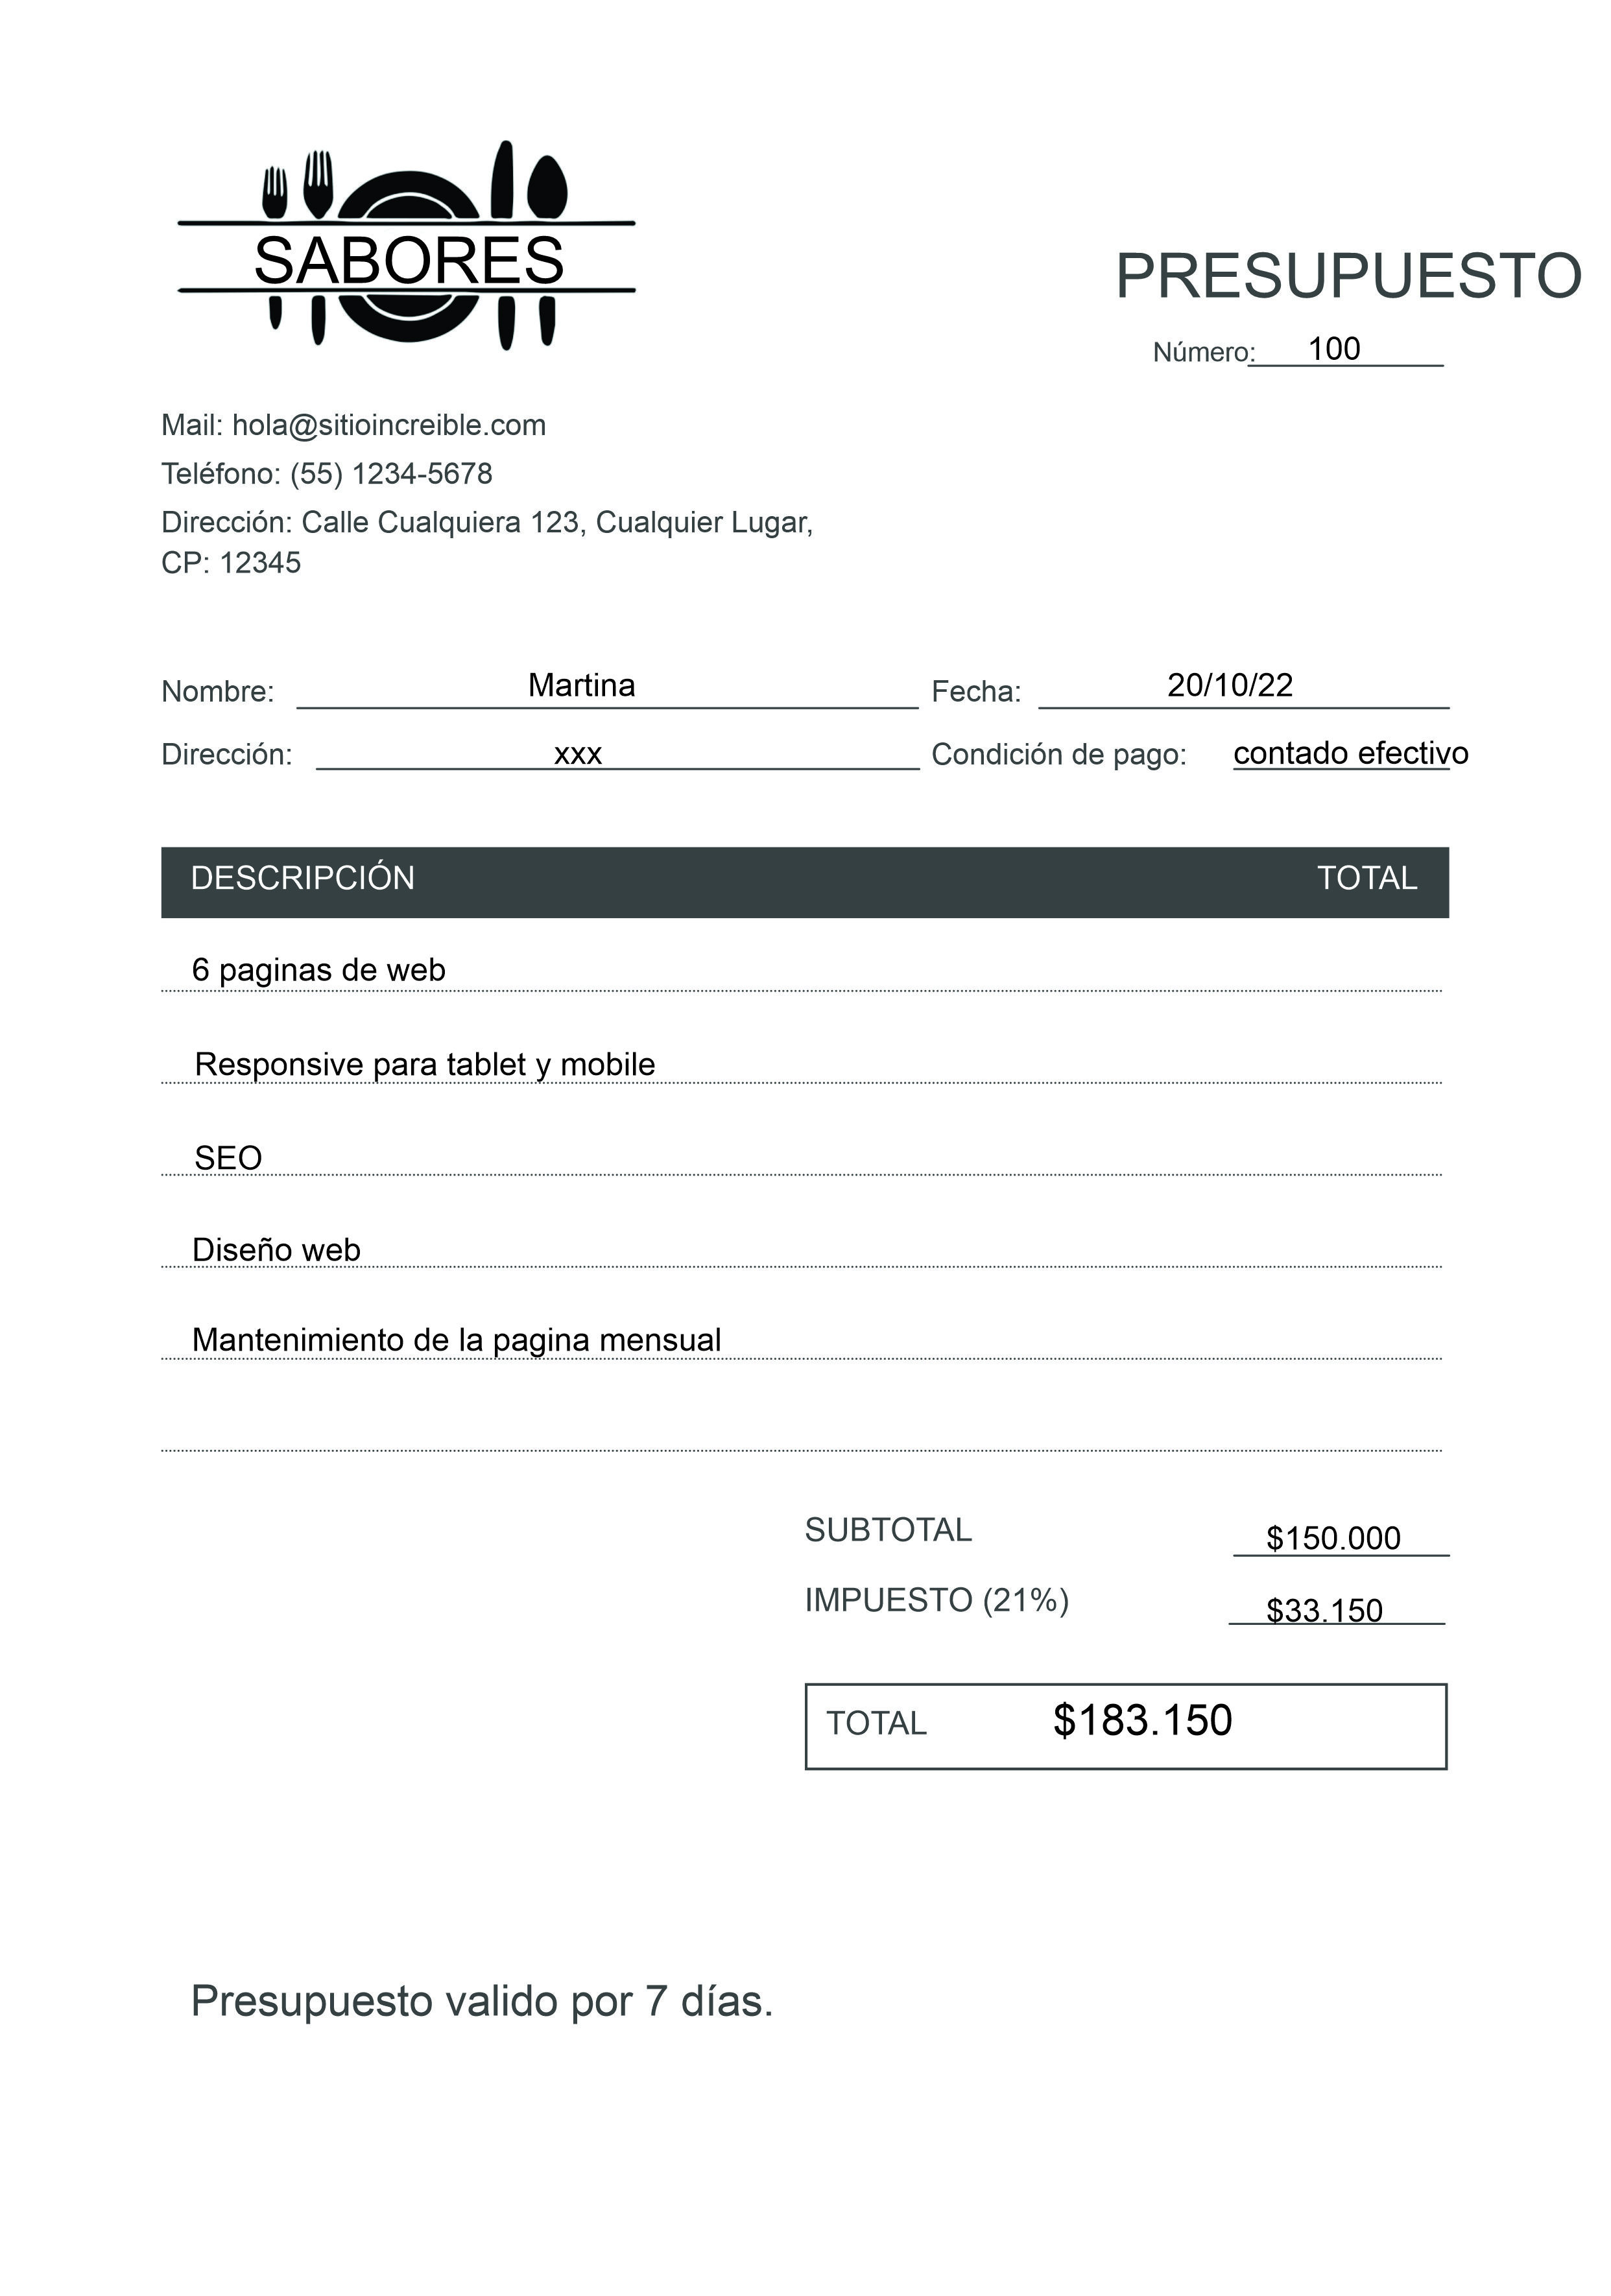 SABORES
PRESUPUESTO
Número: 100
Mail: hola@sitioincreible.com
Teléfono: (55) 1234-5678
Dirección: Calle Cualquiera 123, Cualquier Lugar,
CP: 12345
Nombre: Martina Fecha: 20/10/22
Dirección: xxx Condición de pago: contado efectivo
DESCRIPCIÓN TOTAL
6 paginas de web
Responsive para tablet y mobile
SEO
Diseño web
Mantenimiento de la pagina mensual
SUBTOTAL $150.000
IMPUESTO (21%) $33.150
TOTAL $183.150
Presupuesto valido por 7 días.